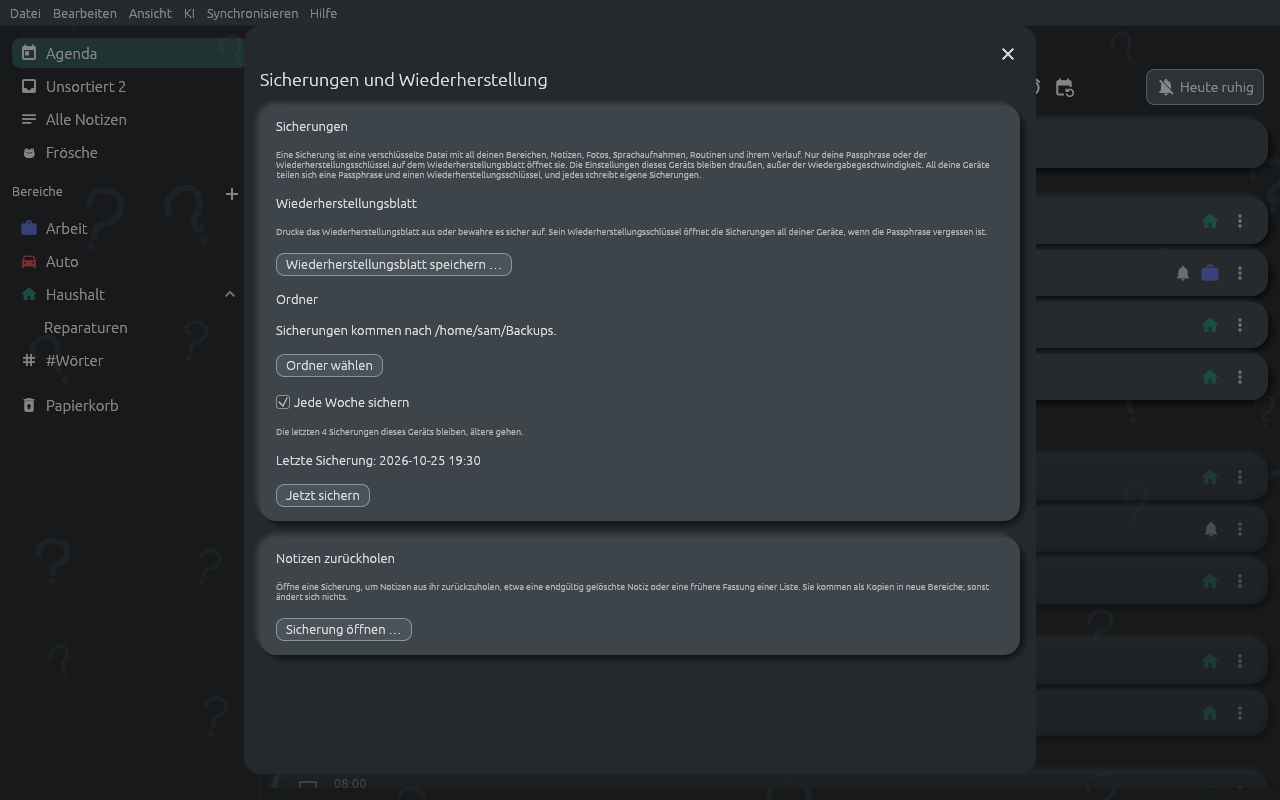 Datei Bearbeiten Ansicht KI Synchronisieren Hilfe
Agenda
Unsortiert 2
Alle Notizen
Frösche
Bereiche
Arbeit
Auto
Haushalt
Reparaturen
#Wörter
Papierkorb
Heute ruhig
Sicherungen und Wiederherstellung
Sicherungen
Eine Sicherung ist eine verschlüsselte Datei mit all deinen Bereichen, Notizen, Fotos, Sprachaufnahmen, Routinen und ihrem Verlauf. Nur deine Passphrase oder der
Wiederherstellungsschlüssel auf dem Wiederherstellungsblatt öffnet sie. Die Einstellungen dieses Geräts bleiben draußen, außer der Wiedergabegeschwindigkeit. All deine Geräte
teilen sich eine Passphrase und einen Wiederherstellungsschlüssel, und jedes schreibt eigene Sicherungen.
Wiederherstellungsblatt
Drucke das Wiederherstellungsblatt aus oder bewahre es sicher auf. Sein Wiederherstellungsschlüssel öffnet die Sicherungen all deiner Geräte, wenn die Passphrase vergessen ist.
Wiederherstellungsblatt speichern …
Ordner
Sicherungen kommen nach /home/sam/Backups.
Ordner wählen
Jede Woche sichern
Die letzten 4 Sicherungen dieses Geräts bleiben, ältere gehen.
Letzte Sicherung: 2026-10-25 19:30
Jetzt sichern
Notizen zurückholen
Öffne eine Sicherung, um Notizen aus ihr zurückzuholen, etwa eine endgültig gelöschte Notiz oder eine frühere Fassung einer Liste. Sie kommen als Kopien in neue Bereiche; sonst
ändert sich nichts.
Sicherung öffnen …
08:00